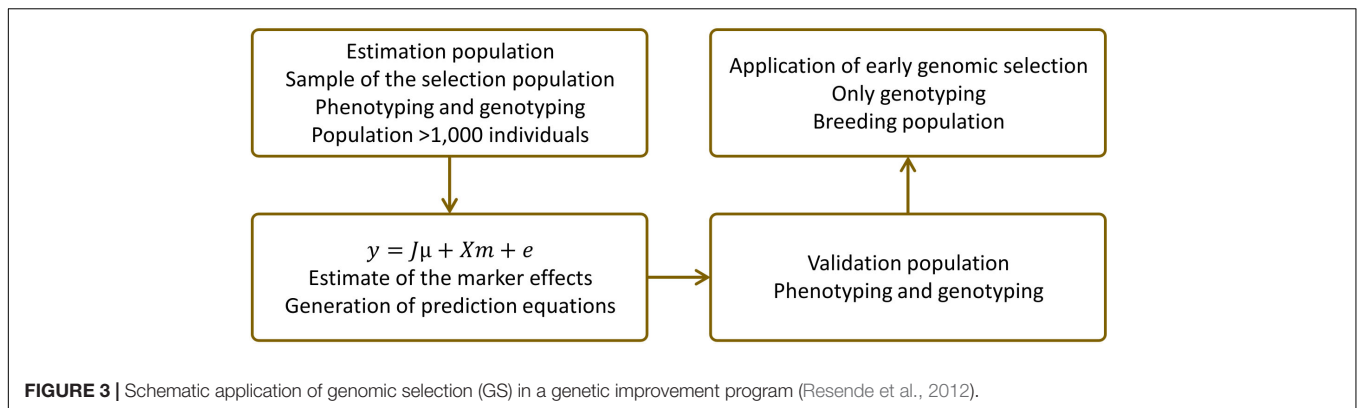 Estimation population
Sample of the selection population
Phenotyping and genotyping
Population >1,000 individuals
y = Jμ + Xm + e
Estimate of the marker effects
Generation of prediction equations
Validation population
Phenotyping and genotyping
Application of early genomic selection
Only genotyping
Breeding population
FIGURE 3 | Schematic application of genomic selection (GS) in a genetic improvement program (Resende et al., 2012).